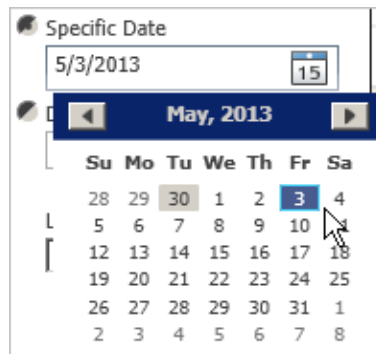 Specific Date
5/3/2013
15
May, 2013
Su Mo Tu We Th Fr Sa
28 29 30 1 2 3 4
5 6 7 8 9 10
12 13 14 15 16 17 18
19 20 21 22 23 24 25
26 27 28 29 30 31 1
2 3 4 5 6 7 8